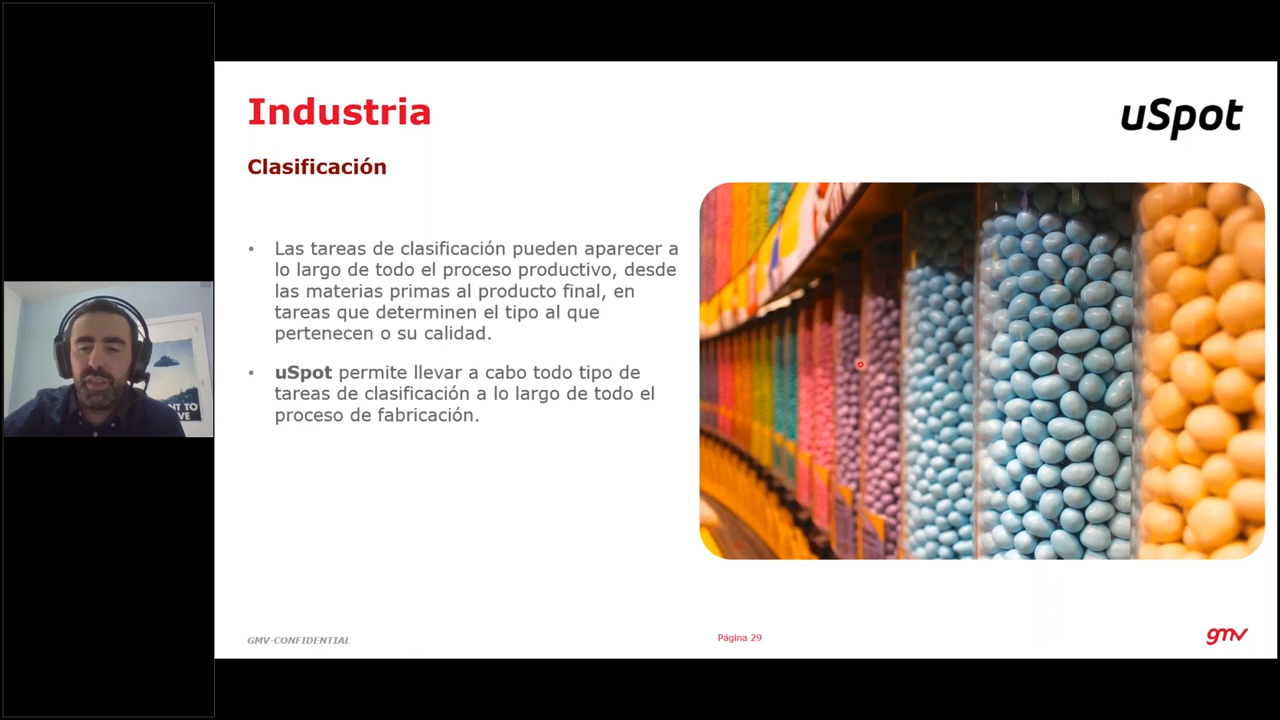 Industria
uSpot
Clasificación
• Las tareas de clasificación pueden aparecer a
lo largo de todo el proceso productivo, desde
las materias primas al producto final, en
tareas que determinen el tipo al que
pertenecen o su calidad.
• uSpot permite llevar a cabo todo tipo de
tareas de clasificación a lo largo de todo el
proceso de fabricación.
GMV-CONFIDENTIAL
Página 29
gmv